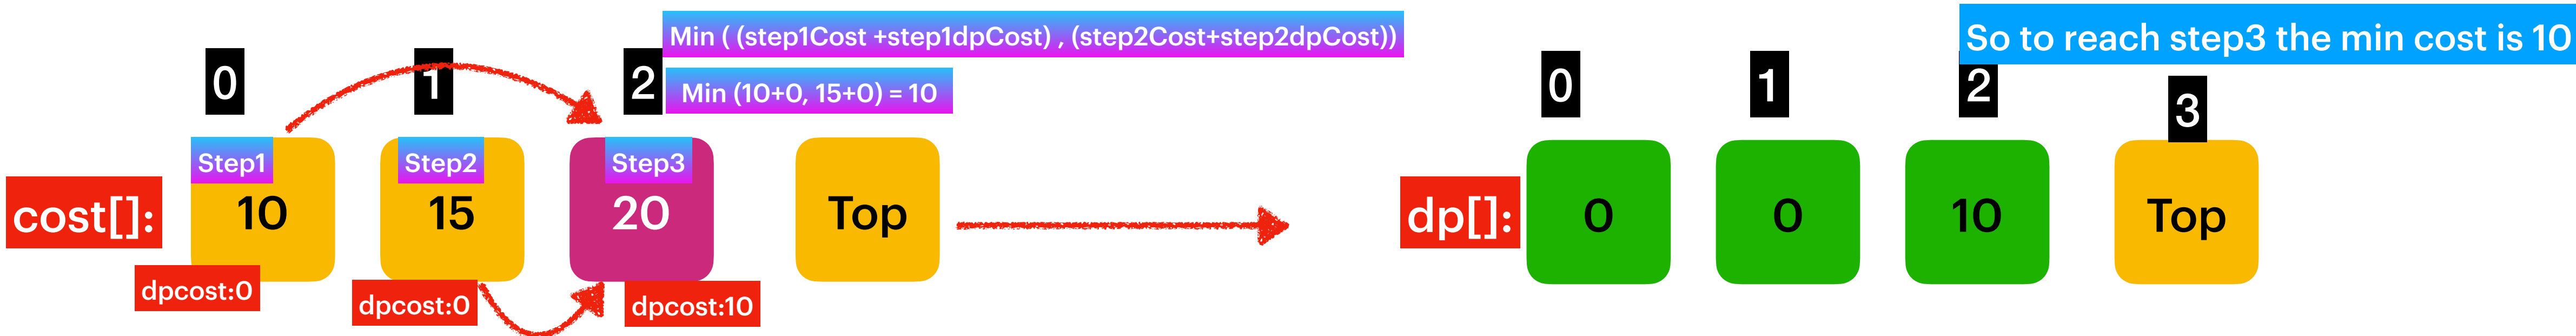 Min ( (step1Cost +step1dpCost) , (step2Cost+step2dpCost))
So to reach step3 the min cost is 10
0
1
2
Min (10+0, 15+0) = 10
0
1
2
3
Step1
Step2
Step3
cost[]:
10
15
20
Top
dp[]:
0
0
10
Top
dpcost:0
dpcost:0
dpcost:10